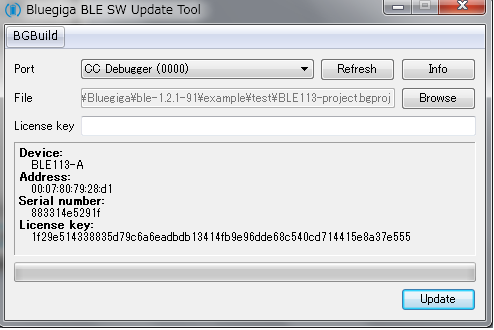 Bluegiga BLE SW Update Tool
BGBuild
Port CC Debugger (0000) Refresh Info
File ¥Bluegiga¥ble-1.2.1-91¥example¥test¥BLE113-project.bgproj Browse
License key
Device:
BLE113-A
Address:
00:07:80:79:28:d1
Serial number:
883314e5291f
License key:
1f29e514338835d79c6a6eadbdb13414fb9e96dde68c540cd714415e8a37e555
Update